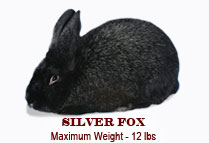 SILVER FOX
Maximum Weight - 12 lbs